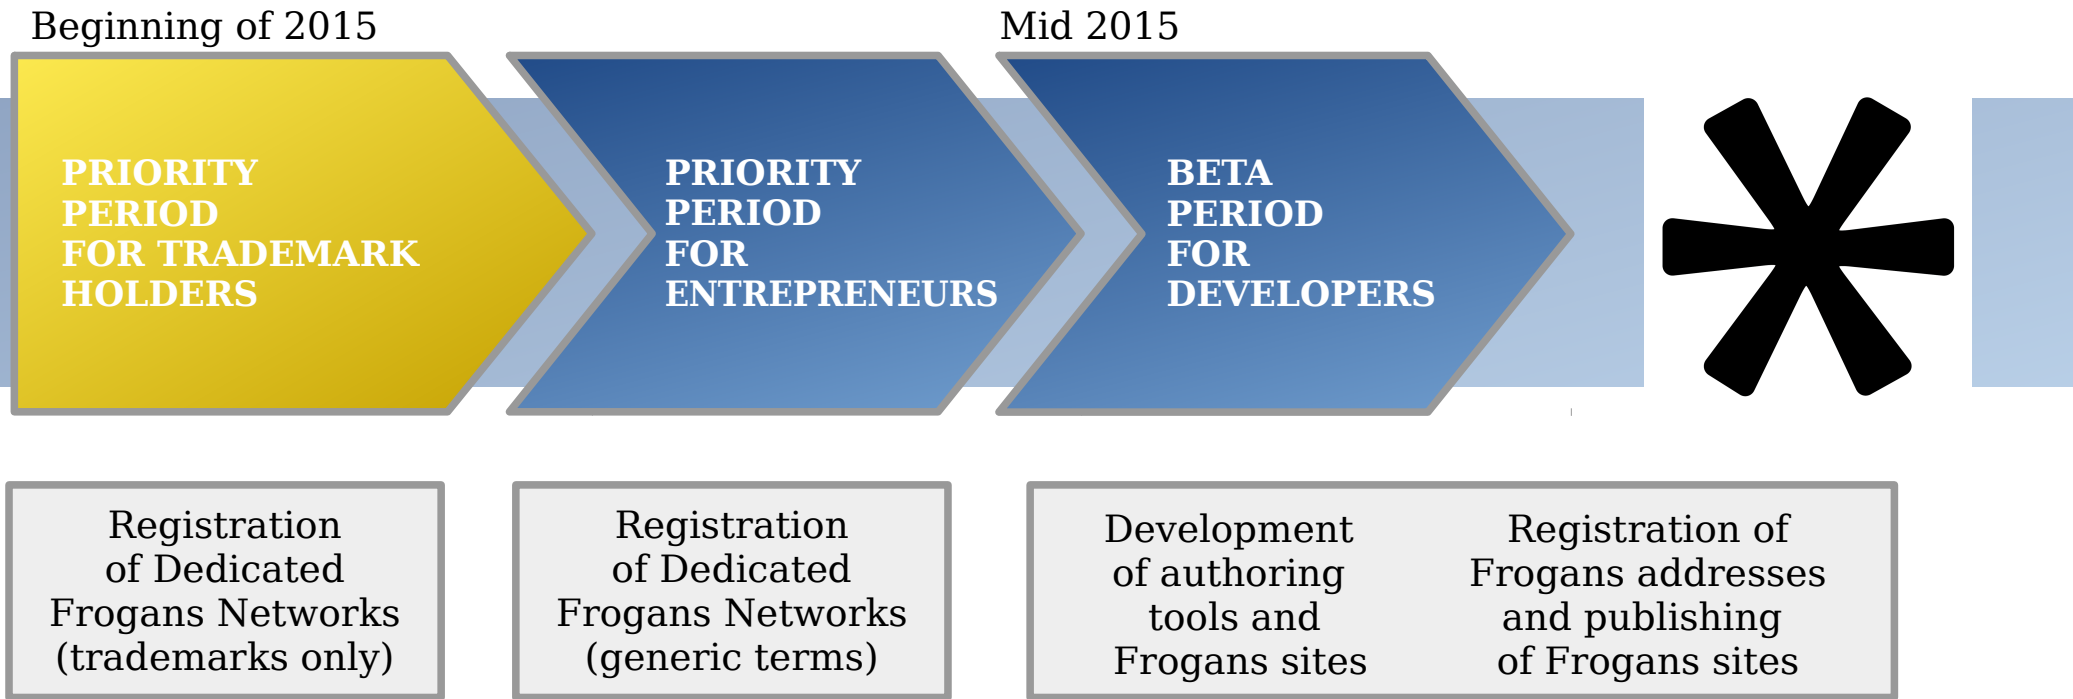 Beginning of 2015
Mid 2015
PRIORITY
PERIOD
FOR TRADEMARK
HOLDERS
PRIORITY
PERIOD
FOR
ENTREPRENEURS
BETA
PERIOD
FOR
DEVELOPERS
*
Registration
of Dedicated
Frogans Networks
(trademarks only)
Registration
of Dedicated
Frogans Networks
(generic terms)
Development
of authoring
tools and
Frogans sites
Registration of
Frogans addresses
and publishing
of Frogans sites